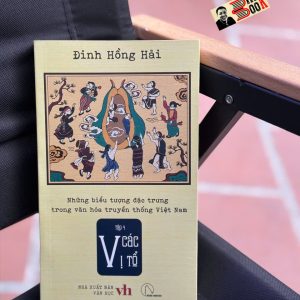 Đinh Hồng Hải
Những biểu tượng đặc trưng
trong văn hóa truyền thống Việt Nam
TẬP 4
CÁC
VỊ TỔ
NHÀ XUẤT BẢN
VĂN HỌC
vh